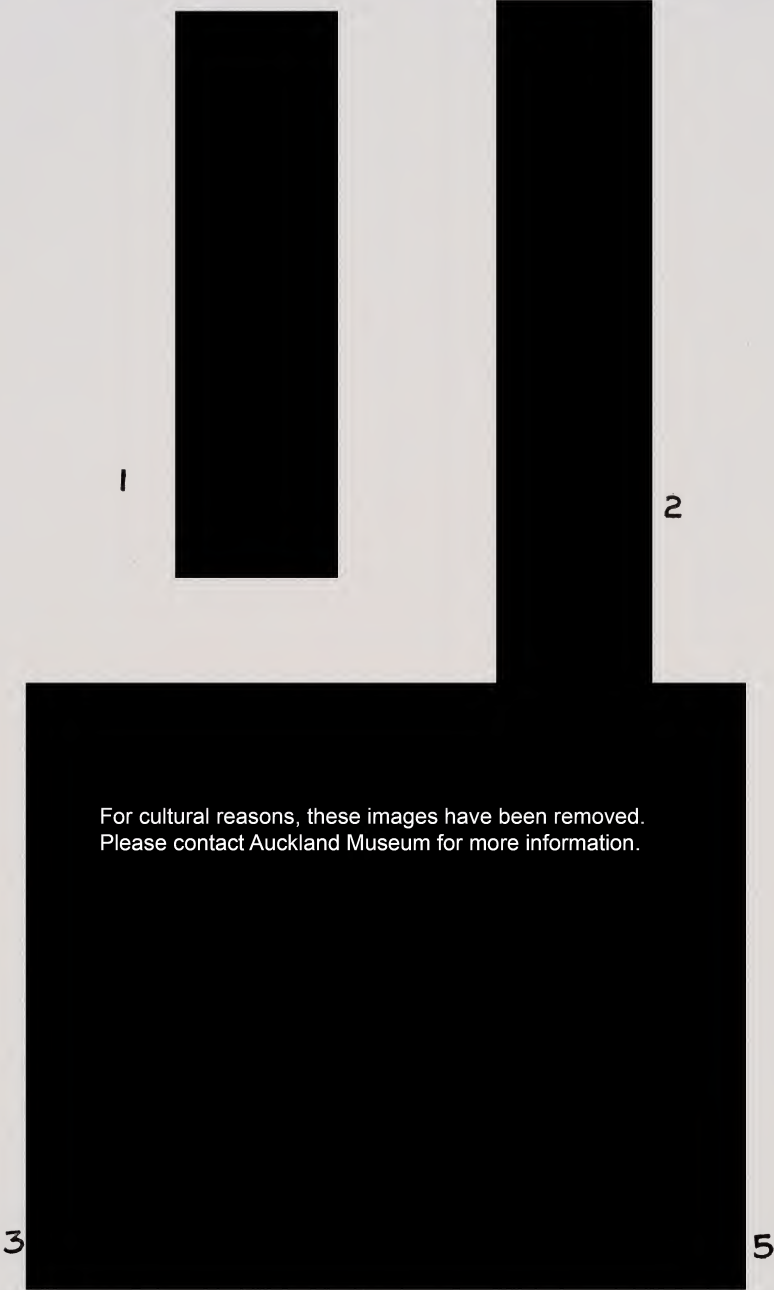 1
2
For cultural reasons, these images have been removed.
Please contact Auckland Museum for more information.
3
5